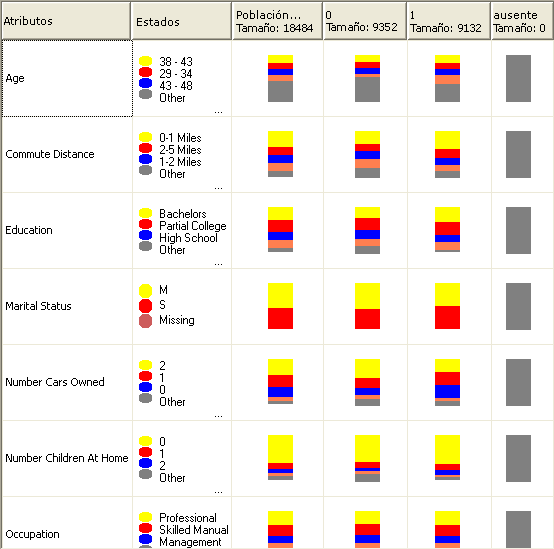 Atributos
Estados
Población...
Tamaño: 18484
0
Tamaño: 9352
1
Tamaño: 9132
ausente
Tamaño: 0
Age
38 - 43
29 - 34
43 - 48
Other
...
Commute Distance
0-1 Miles
2-5 Miles
1-2 Miles
Other
...
Education
Bachelors
Partial College
High School
Other
...
Marital Status
M
S
Missing
Number Cars Owned
2
1
0
Other
...
Number Children At Home
0
1
2
Other
...
Occupation
Professional
Skilled Manual
Management